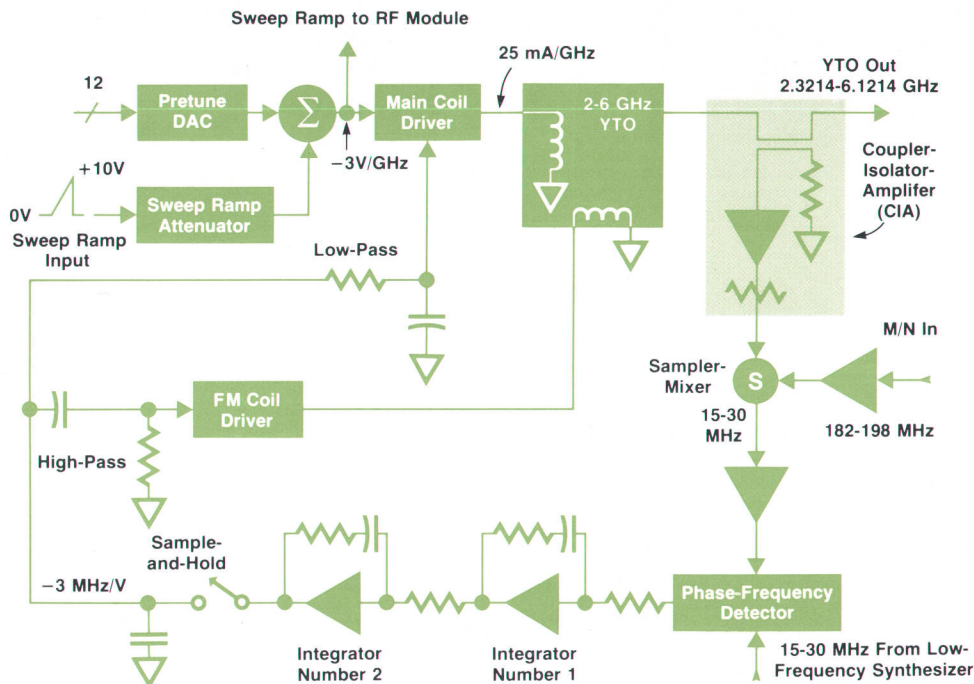 Sweep Ramp to RF Module
25 mA/GHz
YTO Out
2.3214-6.1214 GHz
12
Pretune
DAC
Σ
Main Coil
Driver
2-6 GHz
YTO
−3V/GHz
Coupler-
Isolator-
Amplifer
(CIA)
+10V
0V
Sweep Ramp
Attenuator
Sweep Ramp
Input
Low-Pass
M/N In
Sampler-
Mixer
S
FM Coil
Driver
15-30
MHz
182-198 MHz
High-Pass
Sample-
and-Hold
−3 MHz/V
Phase-Frequency
Detector
Integrator
Number 2
Integrator
Number 1
15-30 MHz From Low-
Frequency Synthesizer